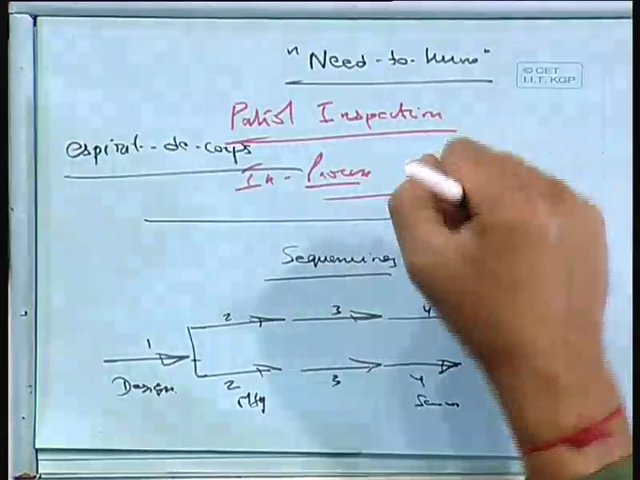 "Need-to-know"
© CET
I.I.T. KGP
Patrol Inspection
espirit-de-corps
In-Process
Sequencing
1
2
3
4
Design
2
3
4
Mfg